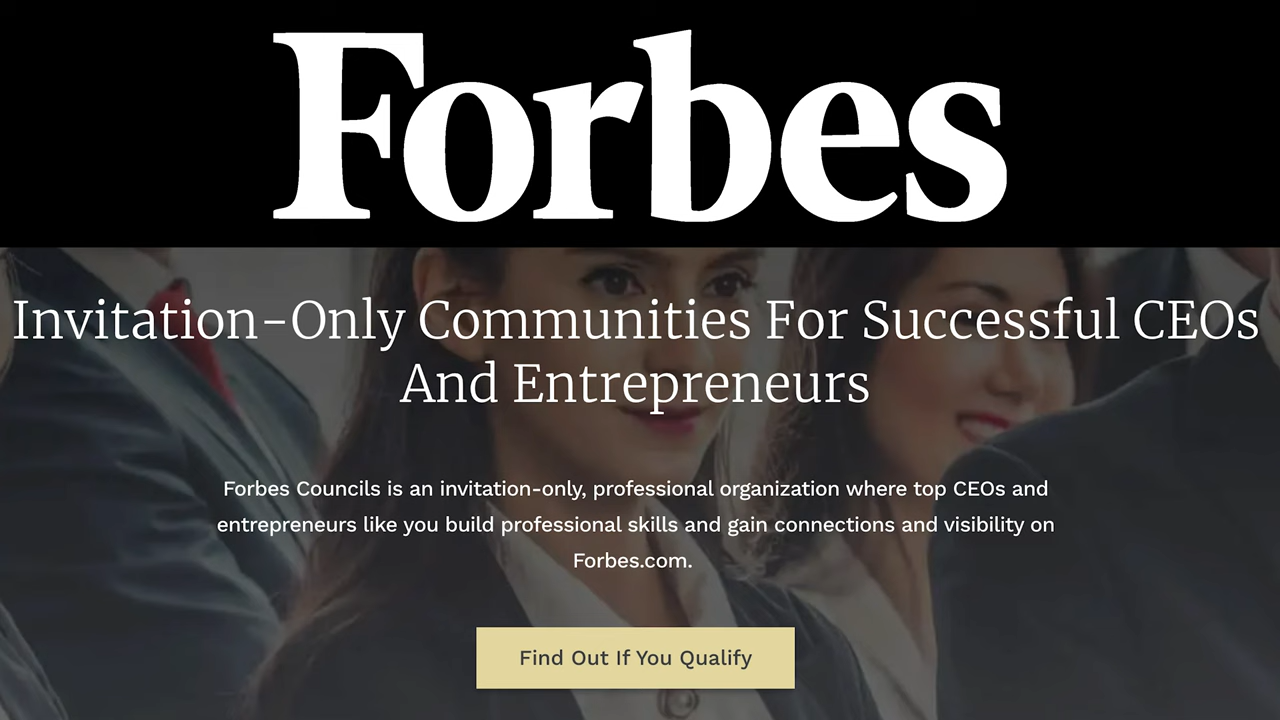 Forbes
Invitation-Only Communities For Successful CEOs
And Entrepreneurs
Forbes Councils is an invitation-only, professional organization where top CEOs and
entrepreneurs like you build professional skills and gain connections and visibility on
Forbes.com.
Find Out If You Qualify